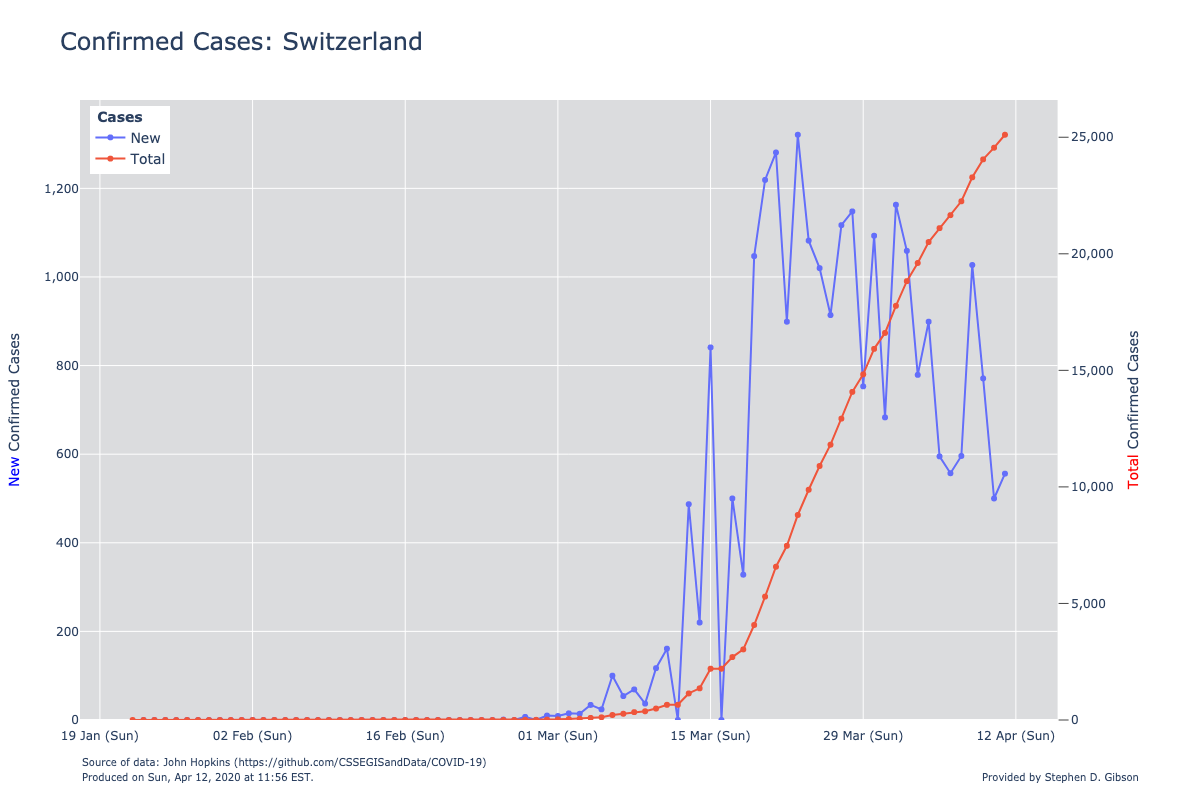 Confirmed Cases: Switzerland
Cases
New
Total
1,200
1,000
800
600
400
200
0
25,000
20,000
15,000
10,000
5,000
0
New Confirmed Cases
Total Confirmed Cases
19 Jan (Sun)
02 Feb (Sun)
16 Feb (Sun)
01 Mar (Sun)
15 Mar (Sun)
29 Mar (Sun)
12 Apr (Sun)
Source of data: John Hopkins (https://github.com/CSSEGISandData/COVID-19)
Produced on Sun, Apr 12, 2020 at 11:56 EST.
Provided by Stephen D. Gibson